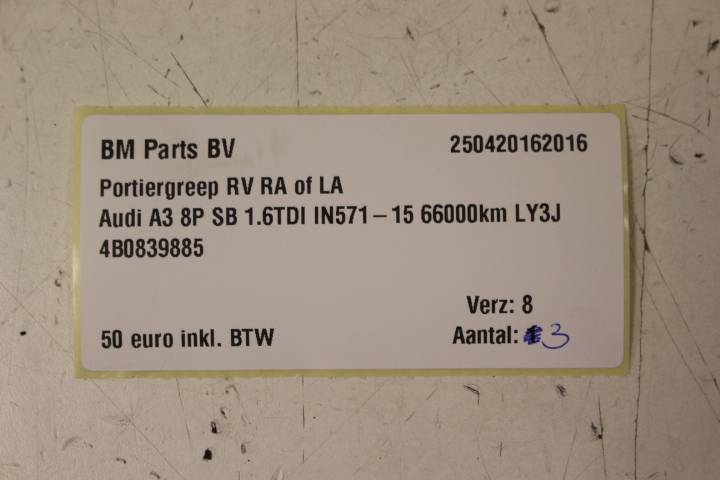 BM Parts BV 250420162016
Portiergreep RV RA of LA
Audi A3 8P SB 1.6TDI IN571-15 66000km LY3J
4B0839885
Verz: 8
50 euro inkl. BTW Aantal: 3